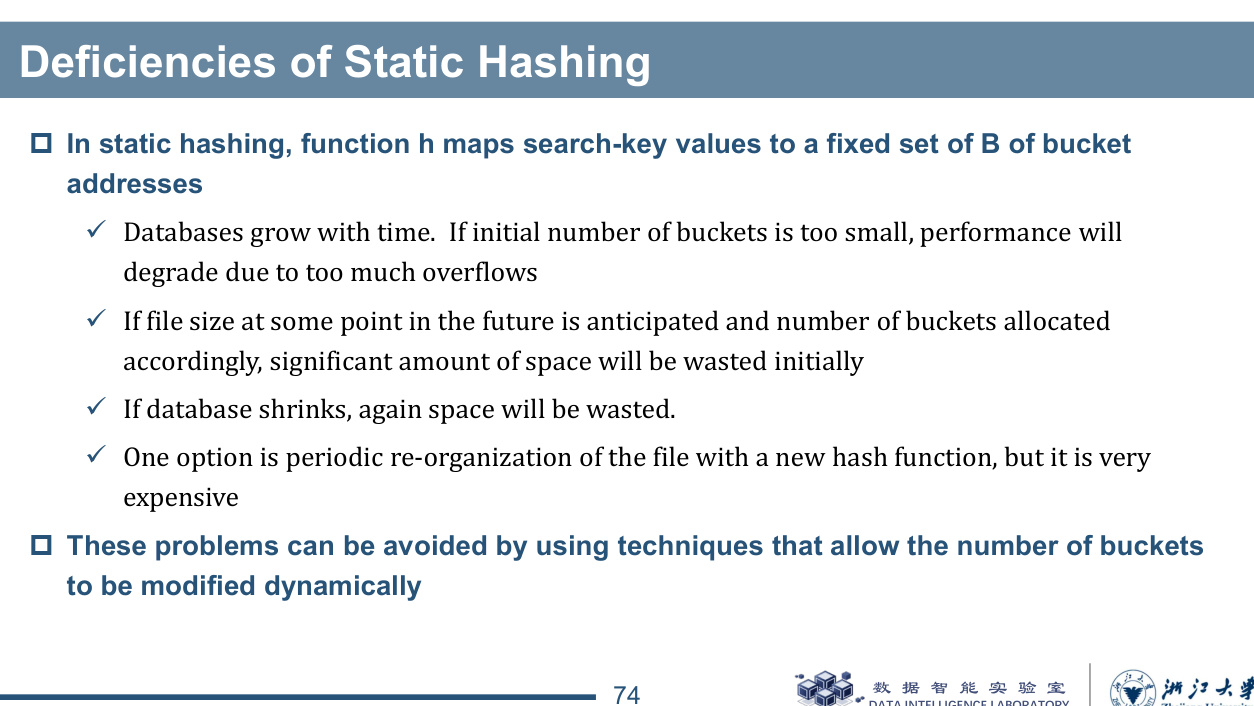 Deficiencies of Static Hashing
In static hashing, function h maps search-key values to a fixed set of B of bucket
addresses
Databases grow with time.  If initial number of buckets is too small, performance will
degrade due to too much overflows
If file size at some point in the future is anticipated and number of buckets allocated
accordingly, significant amount of space will be wasted initially
If database shrinks, again space will be wasted.
One option is periodic re-organization of the file with a new hash function, but it is very
expensive
These problems can be avoided by using techniques that allow the number of buckets
to be modified dynamically
74
数据智能实验室
DATA INTELLIGENCE LABORATORY
浙江大学